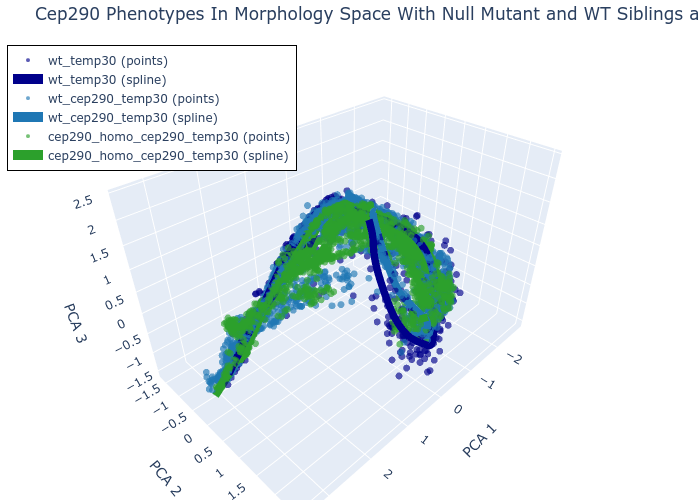 Cep290 Phenotypes In Morphology Space With Null Mutant and WT Siblings a
wt_temp30 (points)
wt_temp30 (spline)
wt_cep290_temp30 (points)
wt_cep290_temp30 (spline)
cep290_homo_cep290_temp30 (points)
cep290_homo_cep290_temp30 (spline)
2.5
2
1.5
1
0.5
0
−0.5
−1
−1.5
PCA 3
−1.5
−1
−0.5
0
0.5
1
1.5
PCA 2
2
1
0
−1
−2
PCA 1